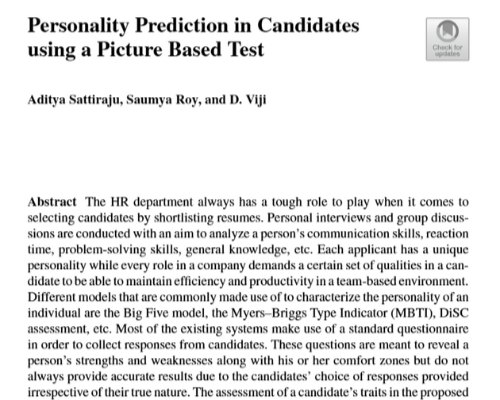 Personality Prediction in Candidates
using a Picture Based Test
Check for
updates
Aditya Sattiraju, Saumya Roy, and D. Viji
Abstract The HR department always has a tough role to play when it comes to
selecting candidates by shortlisting resumes. Personal interviews and group discus-
sions are conducted with an aim to analyze a person's communication skills, reaction
time, problem-solving skills, general knowledge, etc. Each applicant has a unique
personality while every role in a company demands a certain set of qualities in a can-
didate to be able to maintain efficiency and productivity in a team-based environment.
Different models that are commonly made use of to characterize the personality of an
individual are the Big Five model, the Myers–Briggs Type Indicator (MBTI), DiSC
assessment, etc. Most of the existing systems make use of a standard questionnaire
in order to collect responses from candidates. These questions are meant to reveal a
person's strengths and weaknesses along with his or her comfort zones but do not
always provide accurate results due to the candidates' choice of responses provided
irrespective of their true nature. The assessment of a candidate's traits in the proposed